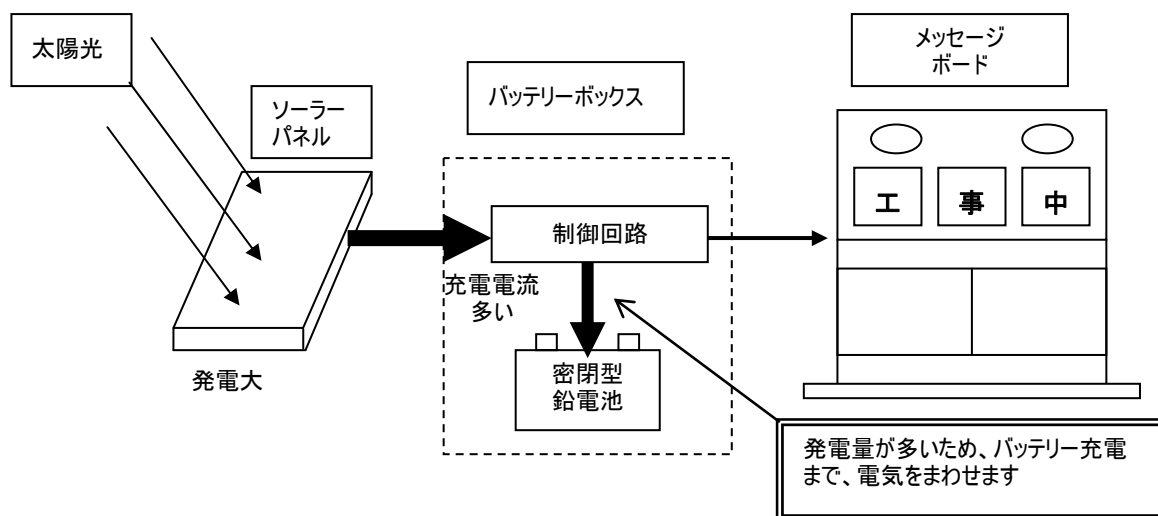 太陽光
ソーラー
パネル
バッテリーボックス
メッセージ
ボード
工 事 中
制御回路
充電電流
多い
発電大
密閉型
鉛電池
発電量が多いため、バッテリー充電
まで、電気をまわせます